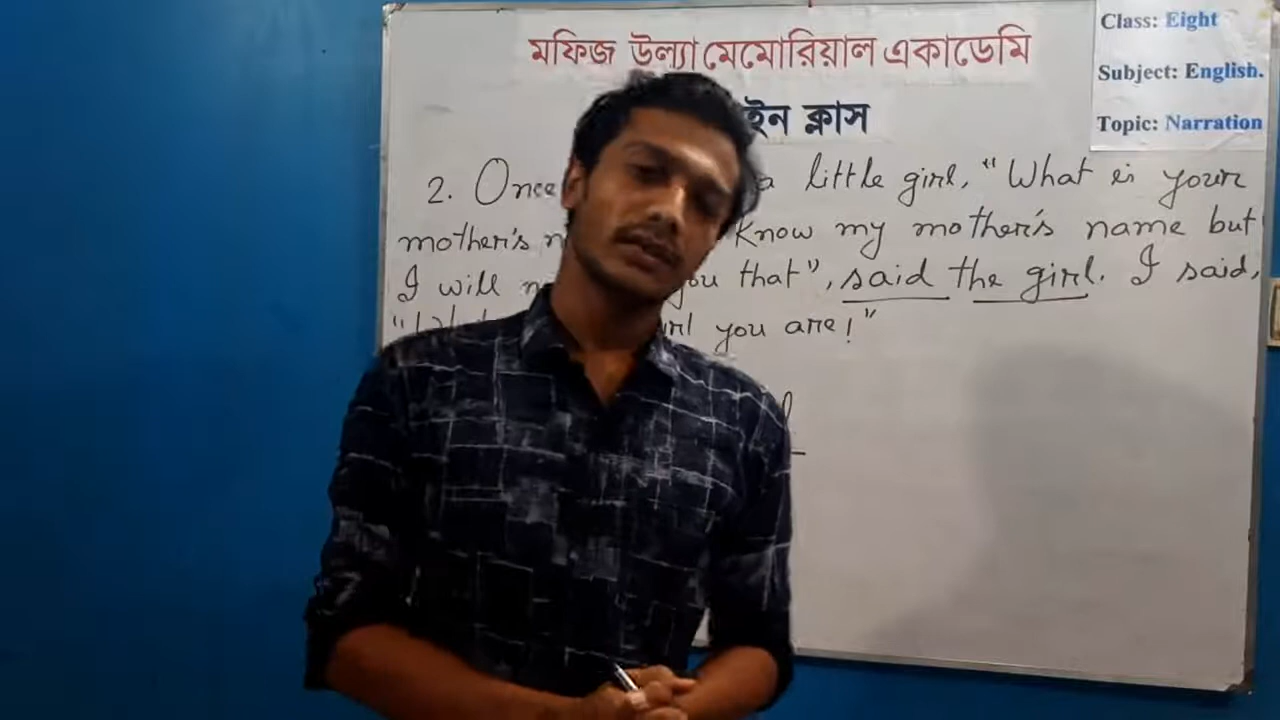 মফিজ উল্যা মেমোরিয়াল একাডেমি
ইন ক্লাস
Class: Eight
Subject: English.
Topic: Narration
2. Once a little girl, "What is your
mother's know my mother's name but
I will you that", said the girl. I said,
you are!"